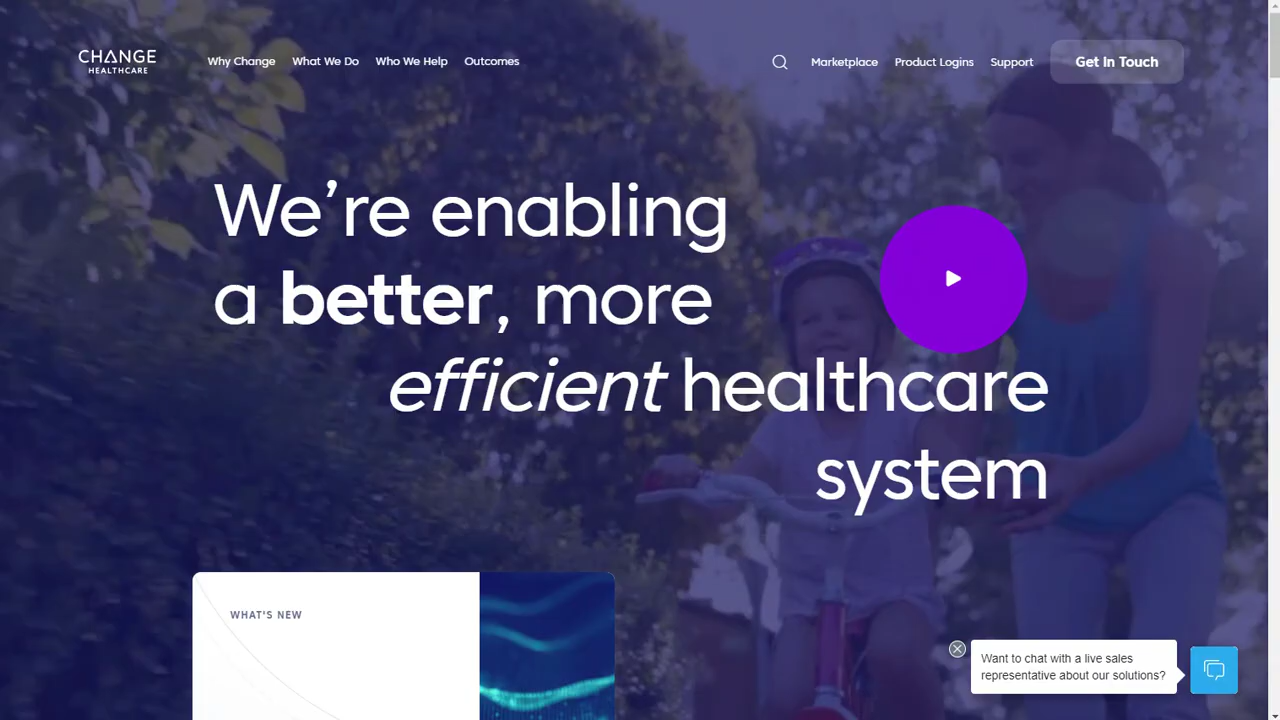 CHANGE
HEALTHCARE
Why Change
What We Do
Who We Help
Outcomes
Marketplace
Product Logins
Support
Get In Touch
We’re enabling
a better, more
efficient healthcare
system
WHAT'S NEW
Want to chat with a live sales
representative about our solutions?